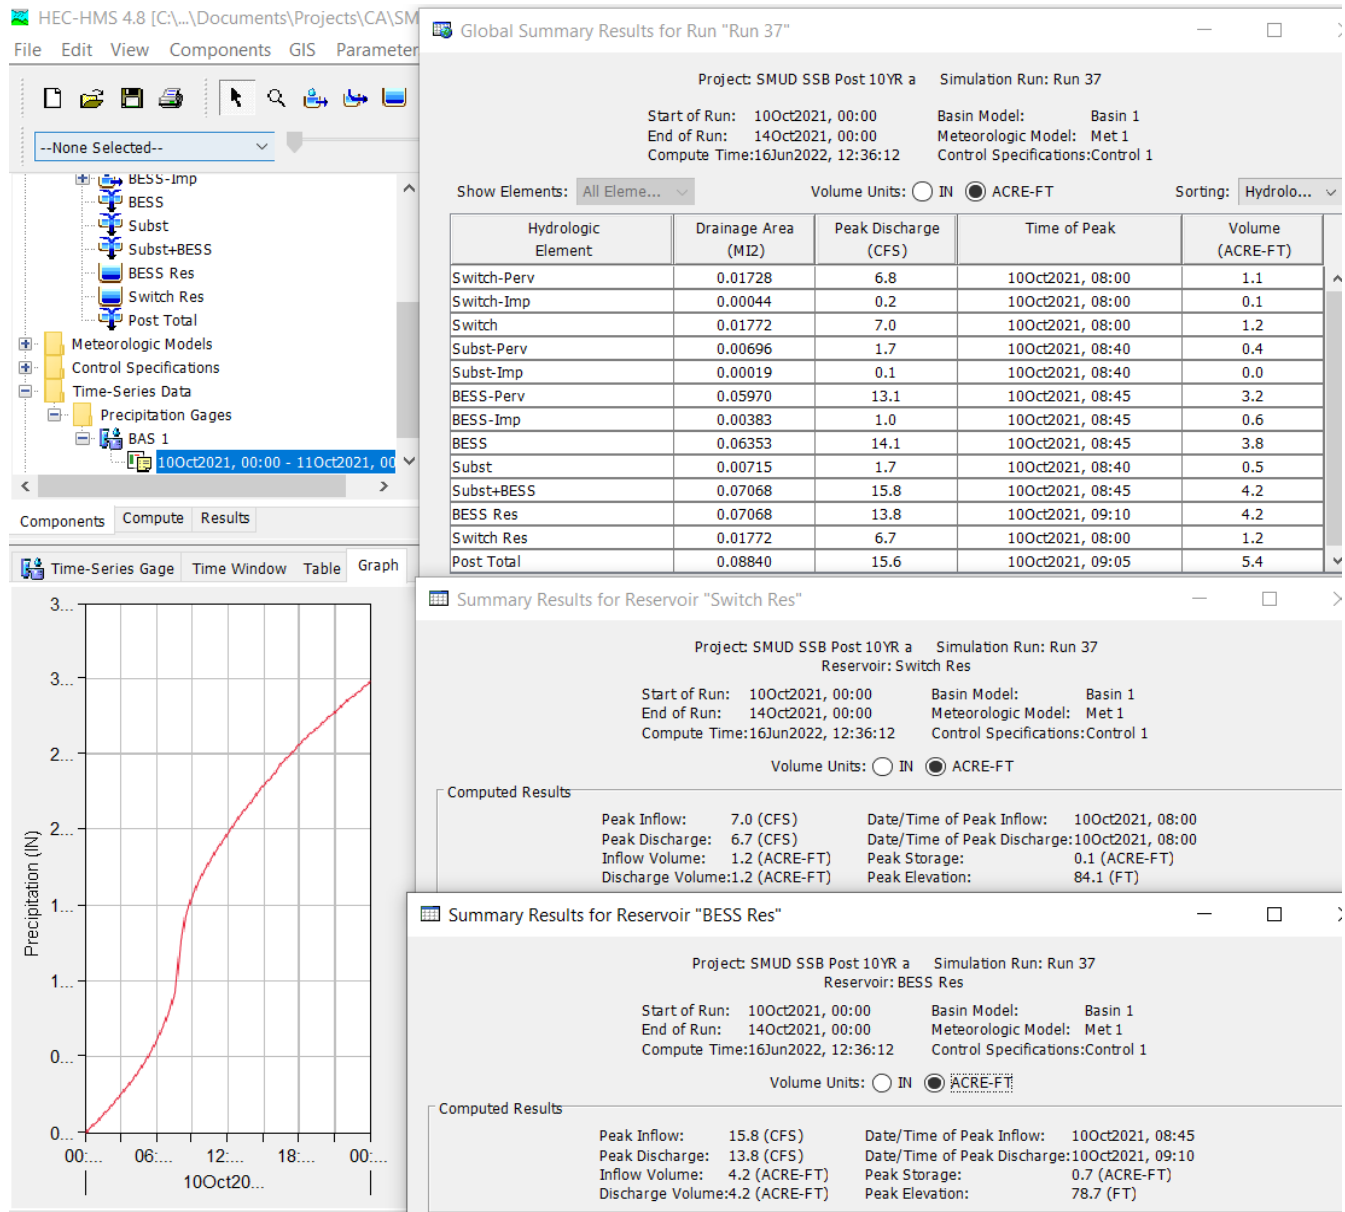 HEC-HMS 4.8 [C:\...\Documents\Projects\CA\SM
File Edit View Components GIS Parameter
--None Selected--
BESS-Imp
BESS
Subst
Subst+BESS
BESS Res
Switch Res
Post Total
Meteorologic Models
Control Specifications
Time-Series Data
Precipitation Gages
BAS 1
10Oct2021, 00:00 - 11Oct2021, 00
Components Compute Results
Time-Series Gage Time Window Table Graph
3...
3...
2...
2...
1...
1...
0...
0...
Precipitation (IN)
00:... 06:... 12:... 18:... 00:...
10Oct20...
Global Summary Results for Run "Run 37"
Project: SMUD SSB Post 10YR a Simulation Run: Run 37
Start of Run: 10Oct2021, 00:00 Basin Model: Basin 1
End of Run: 14Oct2021, 00:00 Meteorologic Model: Met 1
Compute Time:16Jun2022, 12:36:12 Control Specifications:Control 1
Show Elements: All Eleme... Volume Units: IN ACRE-FT Sorting: Hydrolo...
Hydrologic Drainage Area Peak Discharge Time of Peak Volume
Element (MI2) (CFS) (ACRE-FT)
Switch-Perv 0.01728 6.8 10Oct2021, 08:00 1.1
Switch-Imp 0.00044 0.2 10Oct2021, 08:00 0.1
Switch 0.01772 7.0 10Oct2021, 08:00 1.2
Subst-Perv 0.00696 1.7 10Oct2021, 08:40 0.4
Subst-Imp 0.00019 0.1 10Oct2021, 08:40 0.0
BESS-Perv 0.05970 13.1 10Oct2021, 08:45 3.2
BESS-Imp 0.00383 1.0 10Oct2021, 08:45 0.6
BESS 0.06353 14.1 10Oct2021, 08:45 3.8
Subst 0.00715 1.7 10Oct2021, 08:40 0.5
Subst+BESS 0.07068 15.8 10Oct2021, 08:45 4.2
BESS Res 0.07068 13.8 10Oct2021, 09:10 4.2
Switch Res 0.01772 6.7 10Oct2021, 08:00 1.2
Post Total 0.08840 15.6 10Oct2021, 09:05 5.4
Summary Results for Reservoir "Switch Res"
Project: SMUD SSB Post 10YR a Simulation Run: Run 37
Reservoir: Switch Res
Start of Run: 10Oct2021, 00:00 Basin Model: Basin 1
End of Run: 14Oct2021, 00:00 Meteorologic Model: Met 1
Compute Time:16Jun2022, 12:36:12 Control Specifications:Control 1
Volume Units: IN ACRE-FT
Computed Results
Peak Inflow: 7.0 (CFS) Date/Time of Peak Inflow: 10Oct2021, 08:00
Peak Discharge: 6.7 (CFS) Date/Time of Peak Discharge:10Oct2021, 08:00
Inflow Volume: 1.2 (ACRE-FT) Peak Storage: 0.1 (ACRE-FT)
Discharge Volume:1.2 (ACRE-FT) Peak Elevation: 84.1 (FT)
Summary Results for Reservoir "BESS Res"
Project: SMUD SSB Post 10YR a Simulation Run: Run 37
Reservoir: BESS Res
Start of Run: 10Oct2021, 00:00 Basin Model: Basin 1
End of Run: 14Oct2021, 00:00 Meteorologic Model: Met 1
Compute Time:16Jun2022, 12:36:12 Control Specifications:Control 1
Volume Units: IN ACRE-FT
Computed Results
Peak Inflow: 15.8 (CFS) Date/Time of Peak Inflow: 10Oct2021, 08:45
Peak Discharge: 13.8 (CFS) Date/Time of Peak Discharge:10Oct2021, 09:10
Inflow Volume: 4.2 (ACRE-FT) Peak Storage: 0.7 (ACRE-FT)
Discharge Volume:4.2 (ACRE-FT) Peak Elevation: 78.7 (FT)